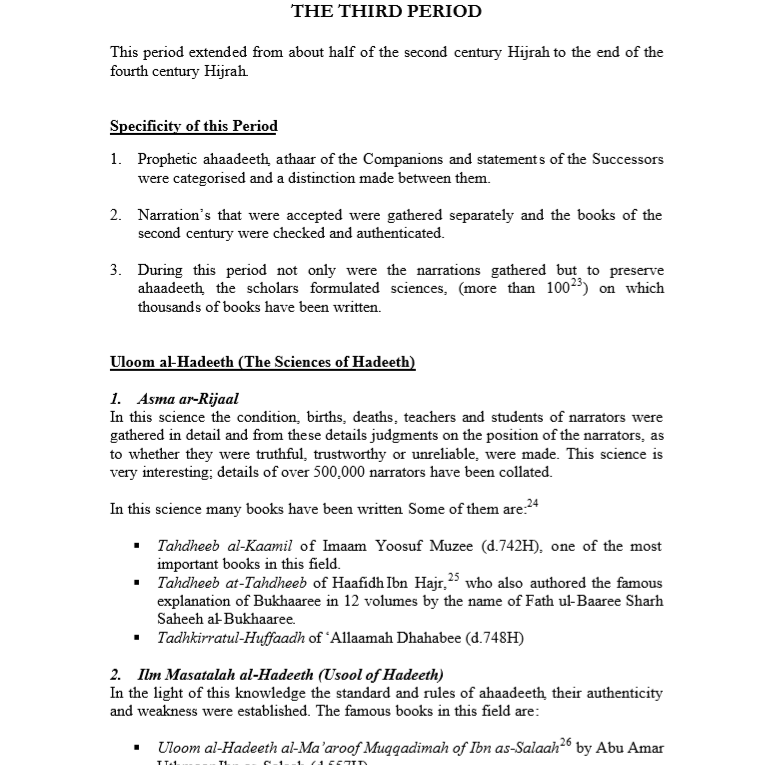 THE THIRD PERIOD
This period extended from about half of the second century Hijrah to the end of the
fourth century Hijrah.
Specificity of this Period
1. Prophetic ahaadeeth, athaar of the Companions and statements of the Successors
were categorised and a distinction made between them.
2. Narration's that were accepted were gathered separately and the books of the
second century were checked and authenticated.
3. During this period not only were the narrations gathered but to preserve
ahaadeeth, the scholars formulated sciences, (more than 100²³) on which
thousands of books have been written.
Uloom al-Hadeeth (The Sciences of Hadeeth)
1. Asma ar-Rijaal
In this science the condition, births, deaths, teachers and students of narrators were
gathered in detail and from these details judgments on the position of the narrators, as
to whether they were truthful, trustworthy or unreliable, were made. This science is
very interesting; details of over 500,000 narrators have been collated.
In this science many books have been written. Some of them are:²⁴
▪ Tahdheeb al-Kaamil of Imaam Yoosuf Muzee (d.742H), one of the most
important books in this field.
▪ Tahdheeb at-Tahdheeb of Haafidh Ibn Hajr,²⁵ who also authored the famous
explanation of Bukhaaree in 12 volumes by the name of Fath ul-Baaree Sharh
Saheeh al-Bukhaaree.
▪ Tadhkirratul-Huffaadh of 'Allaamah Dhahabee (d.748H)
2. Ilm Masatalah al-Hadeeth (Usool of Hadeeth)
In the light of this knowledge the standard and rules of ahaadeeth, their authenticity
and weakness were established. The famous books in this field are:
▪ Uloom al-Hadeeth al-Ma'aroof Muqqadimah of Ibn as-Salaah²⁶ by Abu Amar